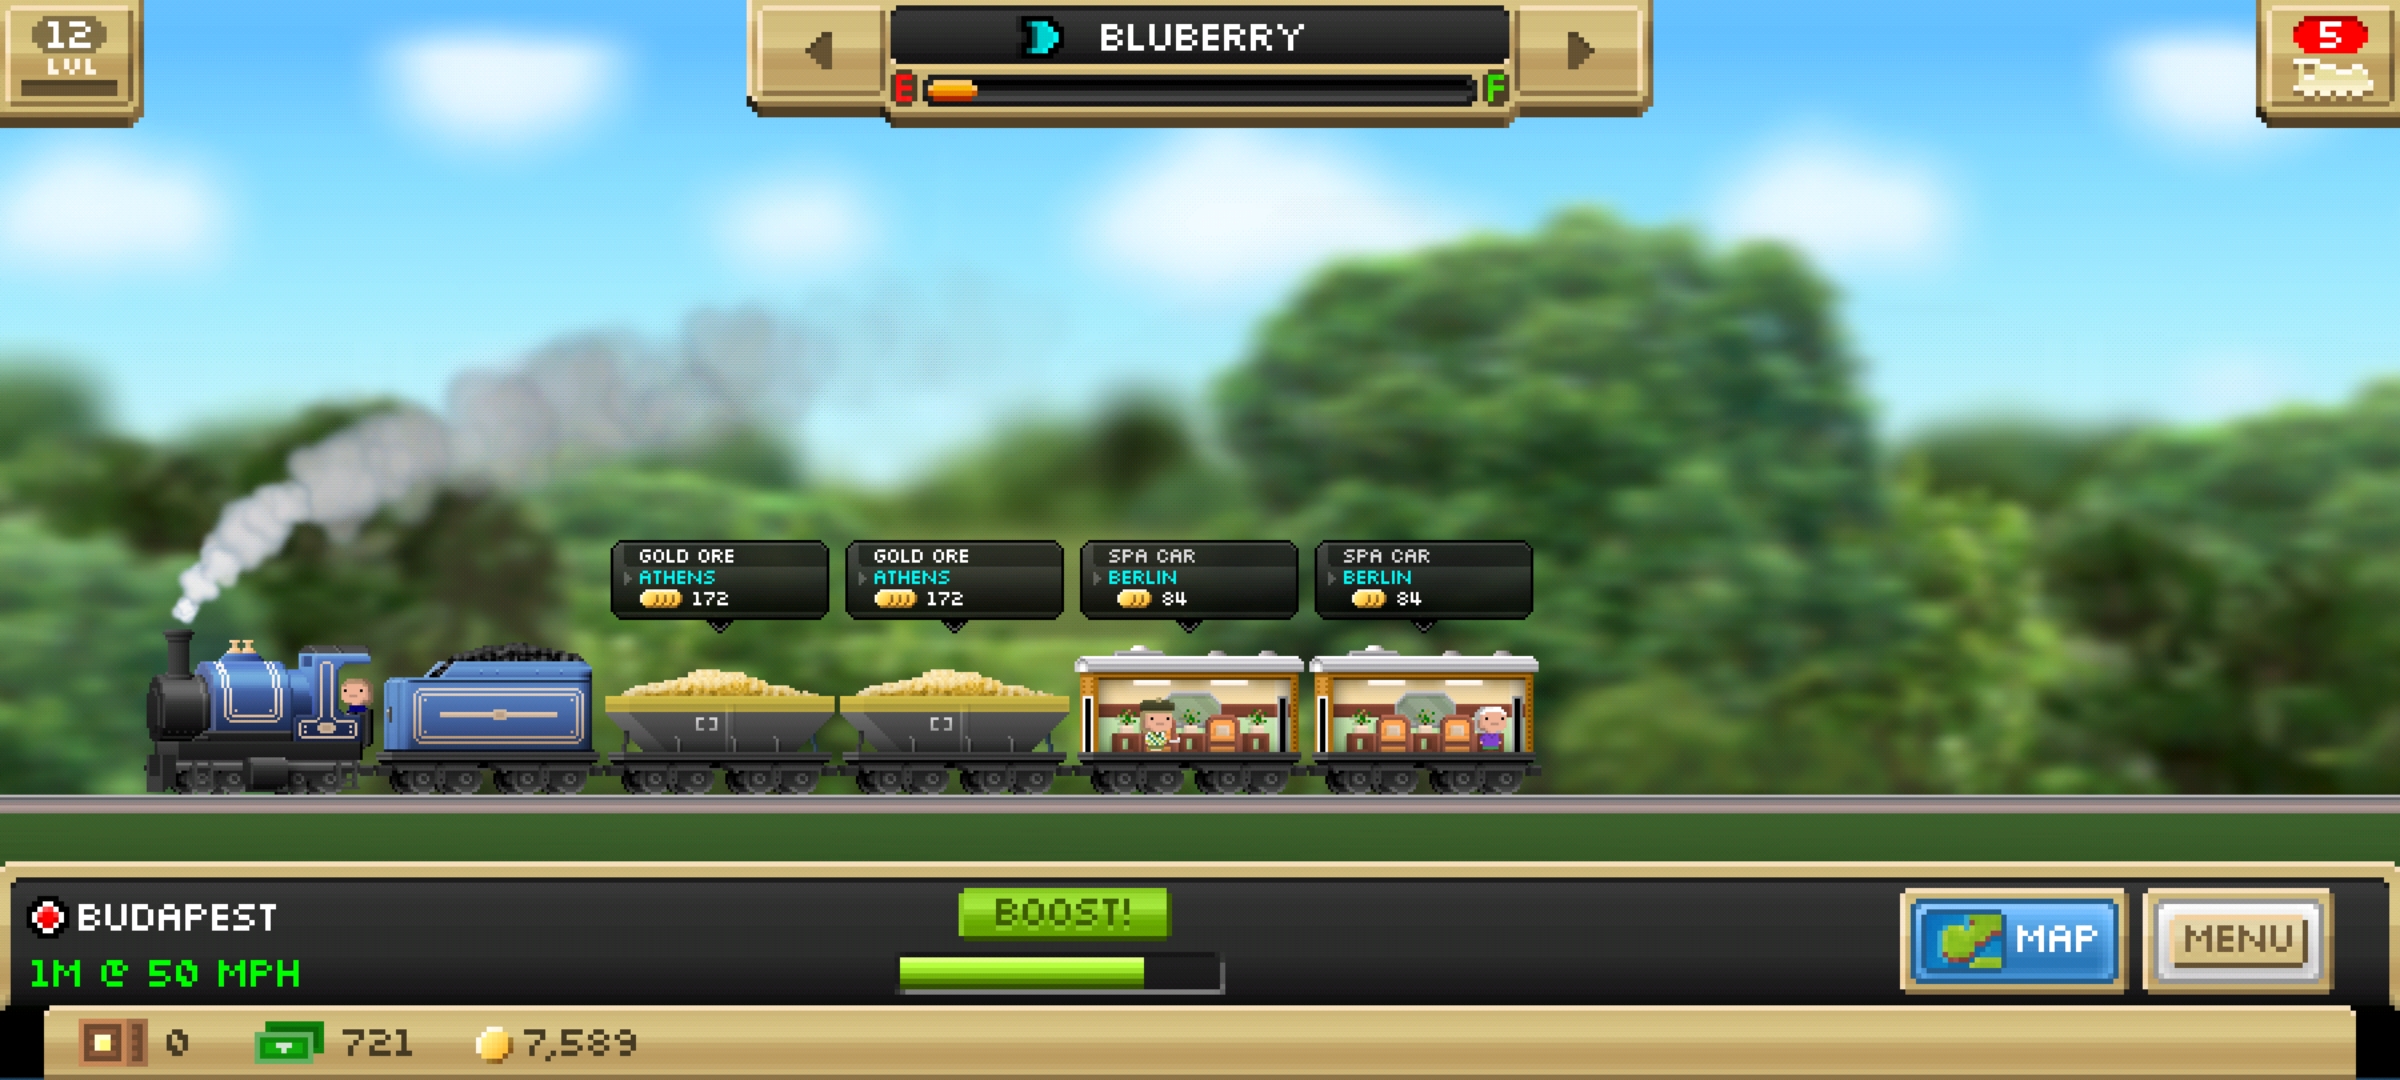 12
LVL
BLUBERRY
E
F
5
GOLD ORE
ATHENS
172
GOLD ORE
ATHENS
172
SPA CAR
BERLIN
84
SPA CAR
BERLIN
84
BUDAPEST
1M @ 50 MPH
BOOST!
MAP
MENU
0
721
7,589